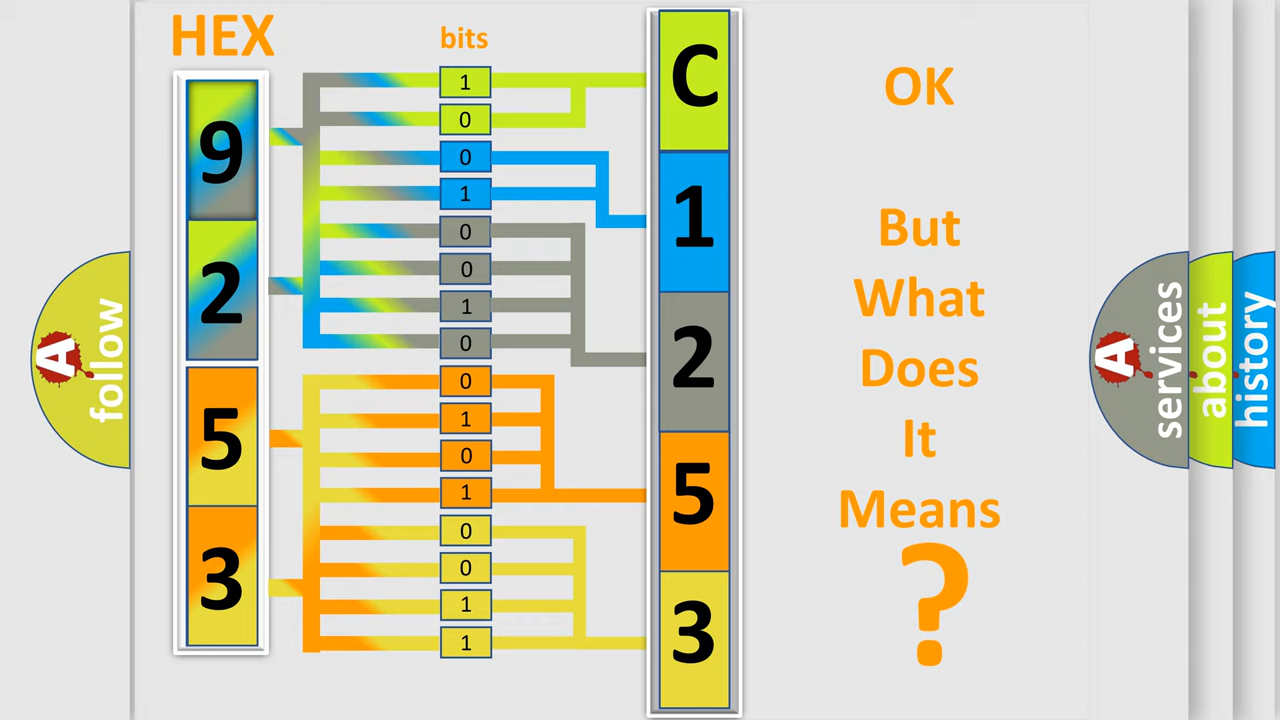 HEX
bits
9
2
5
3
1
0
0
1
0
0
1
0
0
1
0
1
0
0
1
1
C
1
2
5
3
OK
But
What
Does
It
Means
?
A
follow
A
services
about
history